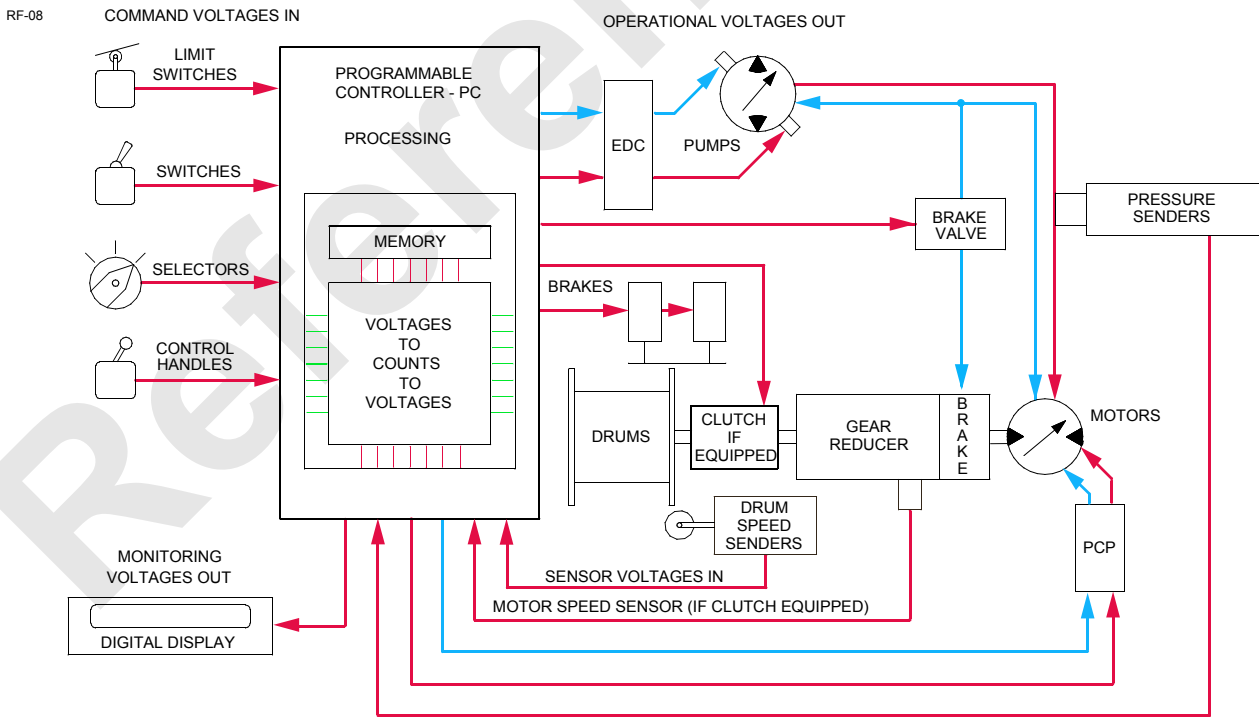 RF-08
COMMAND VOLTAGES IN
OPERATIONAL VOLTAGES OUT
LIMIT
SWITCHES
SWITCHES
SELECTORS
CONTROL
HANDLES
PROGRAMMABLE
CONTROLLER - PC
PROCESSING
MEMORY
VOLTAGES
TO
COUNTS
TO
VOLTAGES
EDC
PUMPS
BRAKE
VALVE
PRESSURE
SENDERS
BRAKES
DRUMS
CLUTCH
IF
EQUIPPED
GEAR
REDUCER
B
R
A
K
E
MOTORS
DRUM
SPEED
SENDERS
PCP
MONITORING
VOLTAGES OUT
DIGITAL DISPLAY
SENSOR VOLTAGES IN
MOTOR SPEED SENSOR (IF CLUTCH EQUIPPED)
Referen